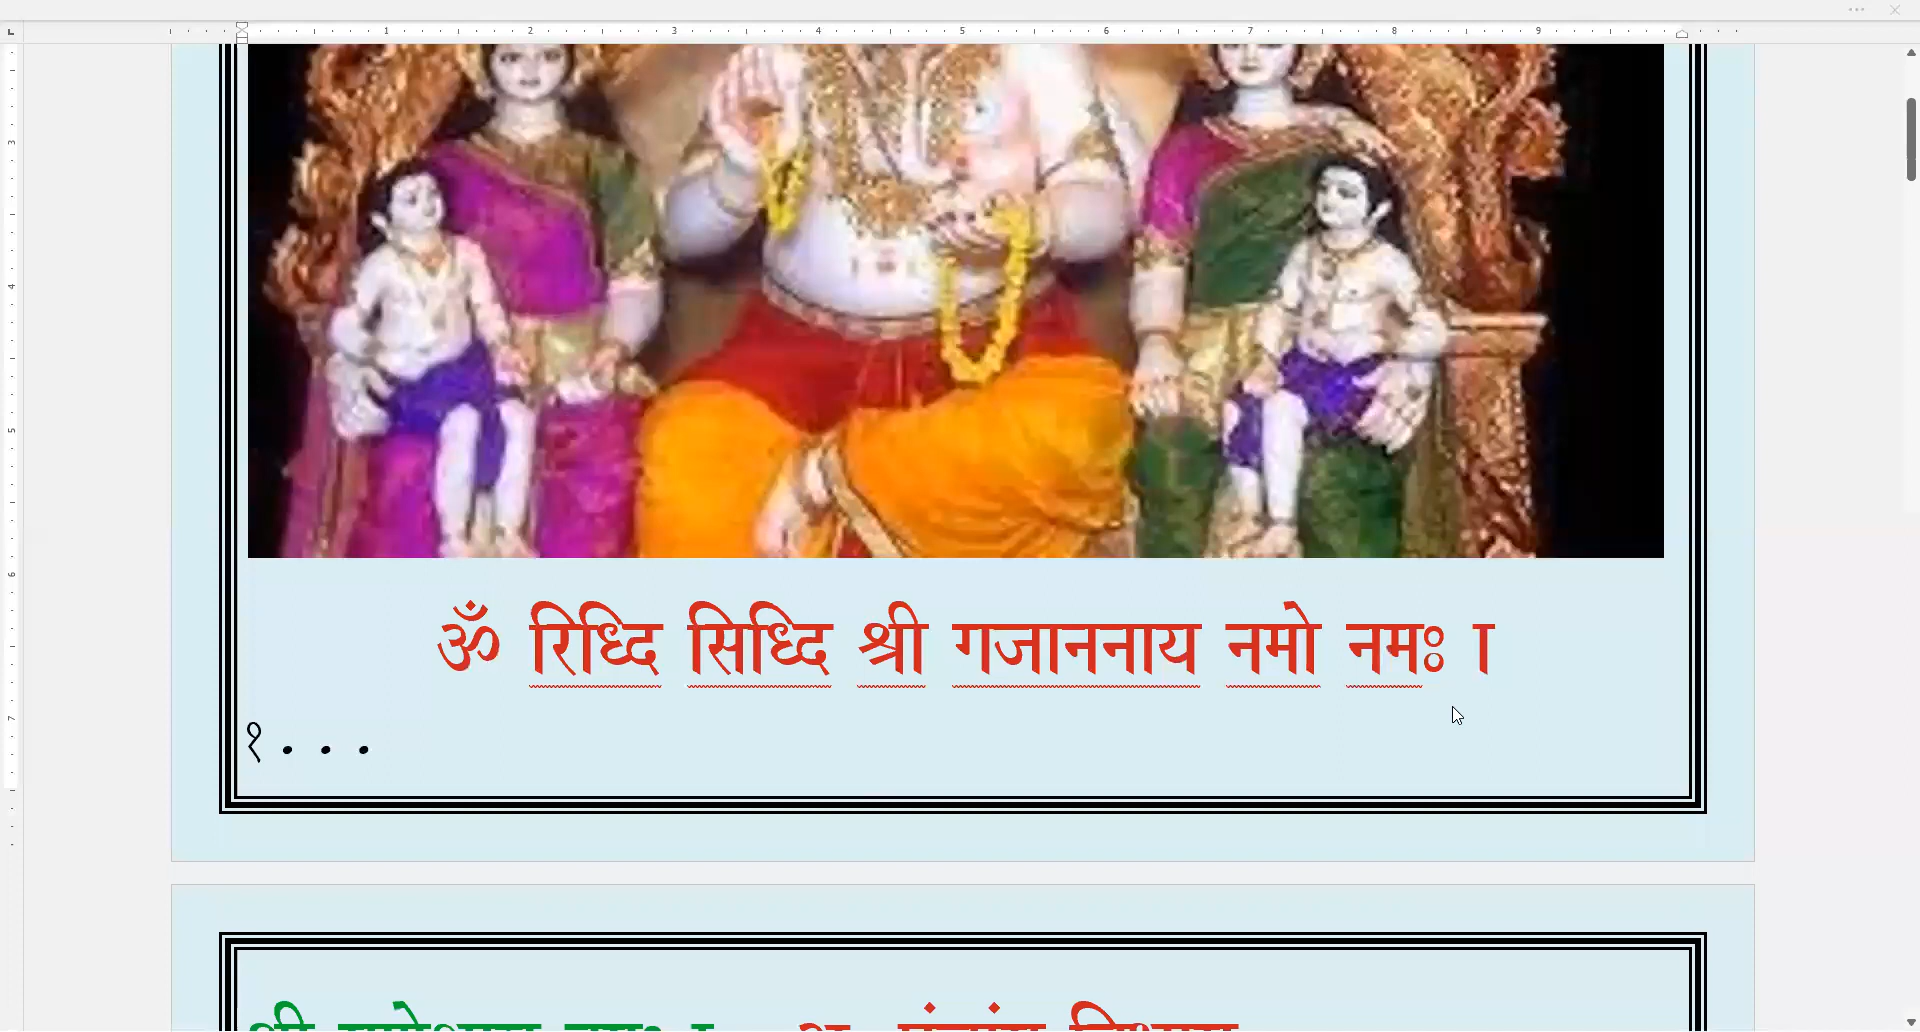 ॐ रिध्दि सिध्दि श्री गजाननाय नमो नमः ।
१...